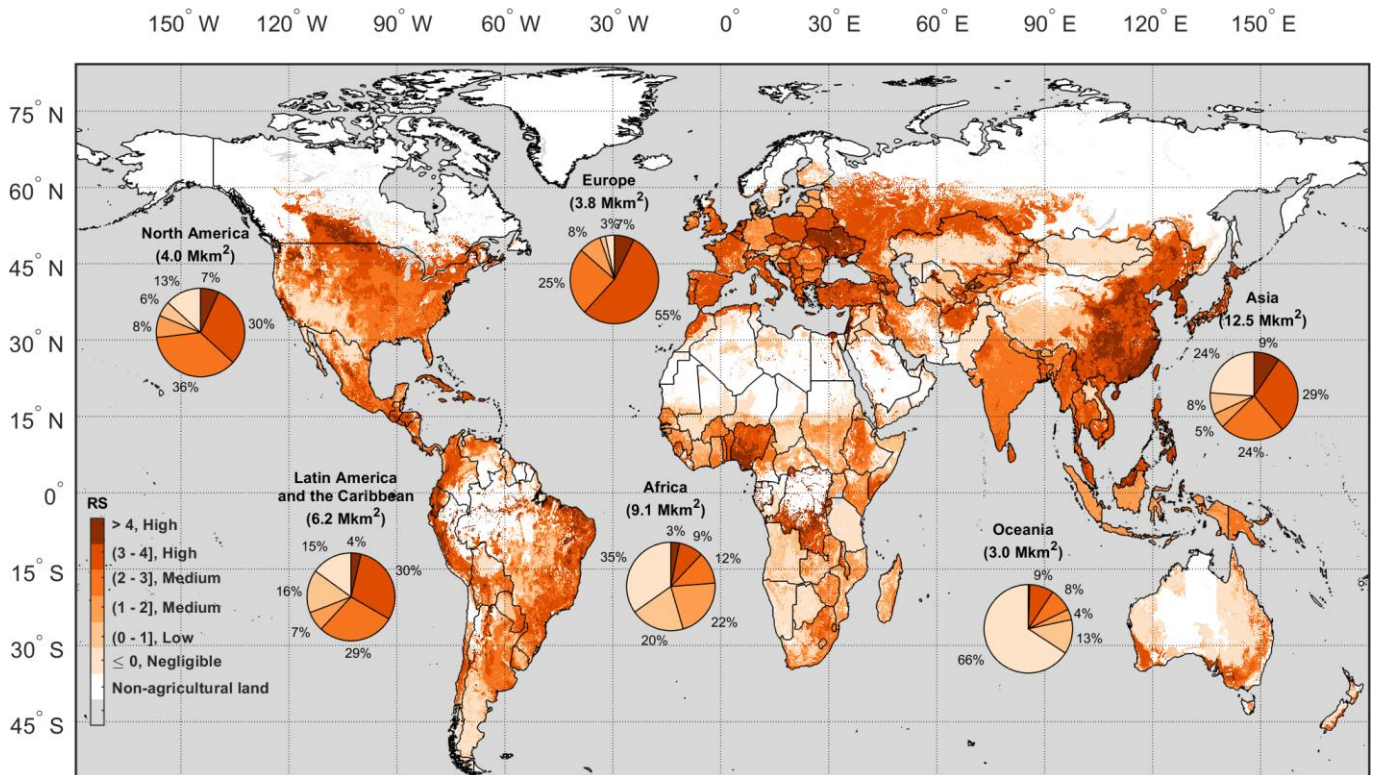 150° W 120° W 90° W 60° W 30° W 0° 30° E 60° E 90° E 120° E 150° E
75° N
60° N
45° N
30° N
15° N
0°
15° S
30° S
45° S
North America
(4.0 Mkm²)
7%
30%
36%
8%
6%
13%
Europe
(3.8 Mkm²)
3% 7%
8%
25%
55%
Asia
(12.5 Mkm²)
9%
29%
24%
5%
8%
24%
Latin America
and the Caribbean
(6.2 Mkm²)
4%
30%
29%
7%
16%
15%
Africa
(9.1 Mkm²)
3%
9%
12%
22%
20%
35%
Oceania
(3.0 Mkm²)
9%
8%
4%
13%
66%
RS
> 4, High
(3 - 4], High
(2 - 3], Medium
(1 - 2], Medium
(0 - 1], Low
≤ 0, Negligible
Non-agricultural land